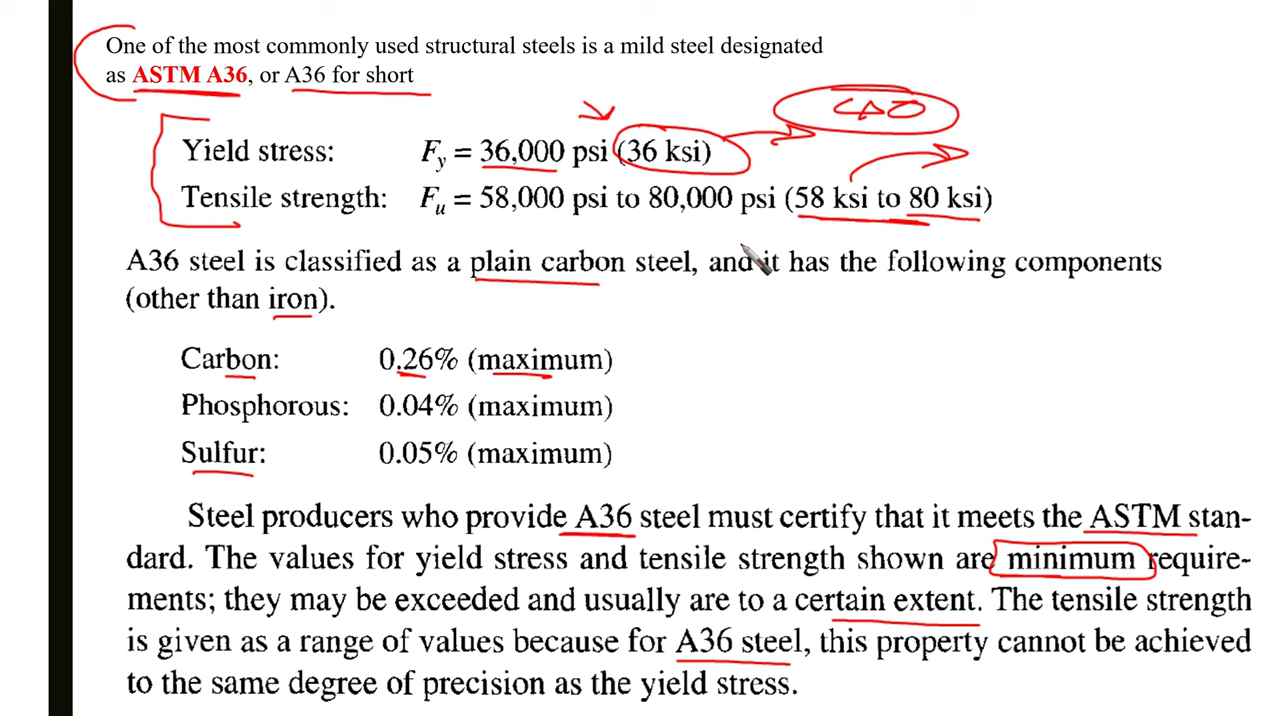 One of the most commonly used structural steels is a mild steel designated
as ASTM A36, or A36 for short
Yield stress: Fy = 36,000 psi (36 ksi)
Tensile strength: Fu = 58,000 psi to 80,000 psi (58 ksi to 80 ksi)
A36 steel is classified as a plain carbon steel, and it has the following components
(other than iron).
Carbon: 0.26% (maximum)
Phosphorous: 0.04% (maximum)
Sulfur: 0.05% (maximum)
Steel producers who provide A36 steel must certify that it meets the ASTM stan-
dard. The values for yield stress and tensile strength shown are minimum require-
ments; they may be exceeded and usually are to a certain extent. The tensile strength
is given as a range of values because for A36 steel, this property cannot be achieved
to the same degree of precision as the yield stress.